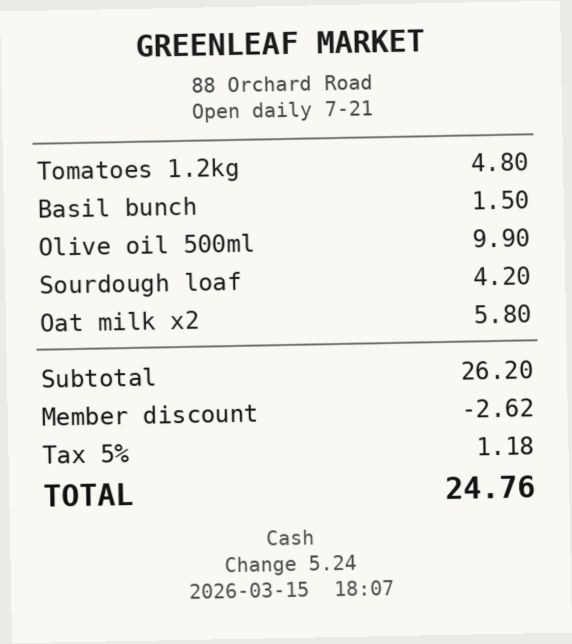 GREENLEAF MARKET
88 Orchard Road
Open daily 7-21
Tomatoes 1.2kg 4.80
Basil bunch 1.50
Olive oil 500ml 9.90
Sourdough loaf 4.20
Oat milk x2 5.80
Subtotal 26.20
Member discount -2.62
Tax 5% 1.18
TOTAL 24.76
Cash
Change 5.24
2026-03-15 18:07